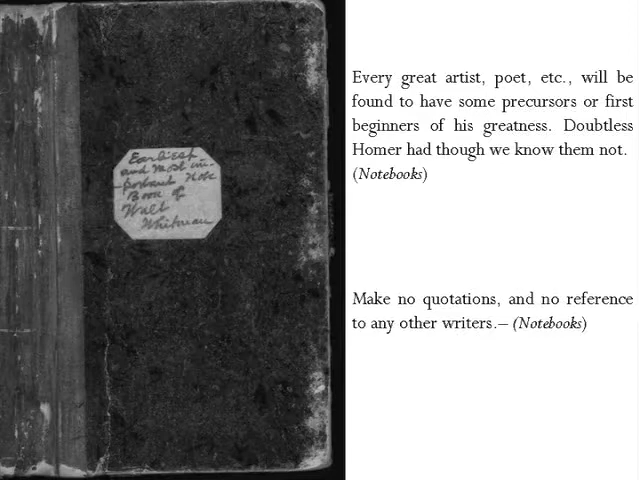 Earliest
and Most im-
portant Note
Book of
Walt
Whitman
Every great artist, poet, etc., will be
found to have some precursors or first
beginners of his greatness. Doubtless
Homer had though we know them not.
(Notebooks)
Make no quotations, and no reference
to any other writers.– (Notebooks)